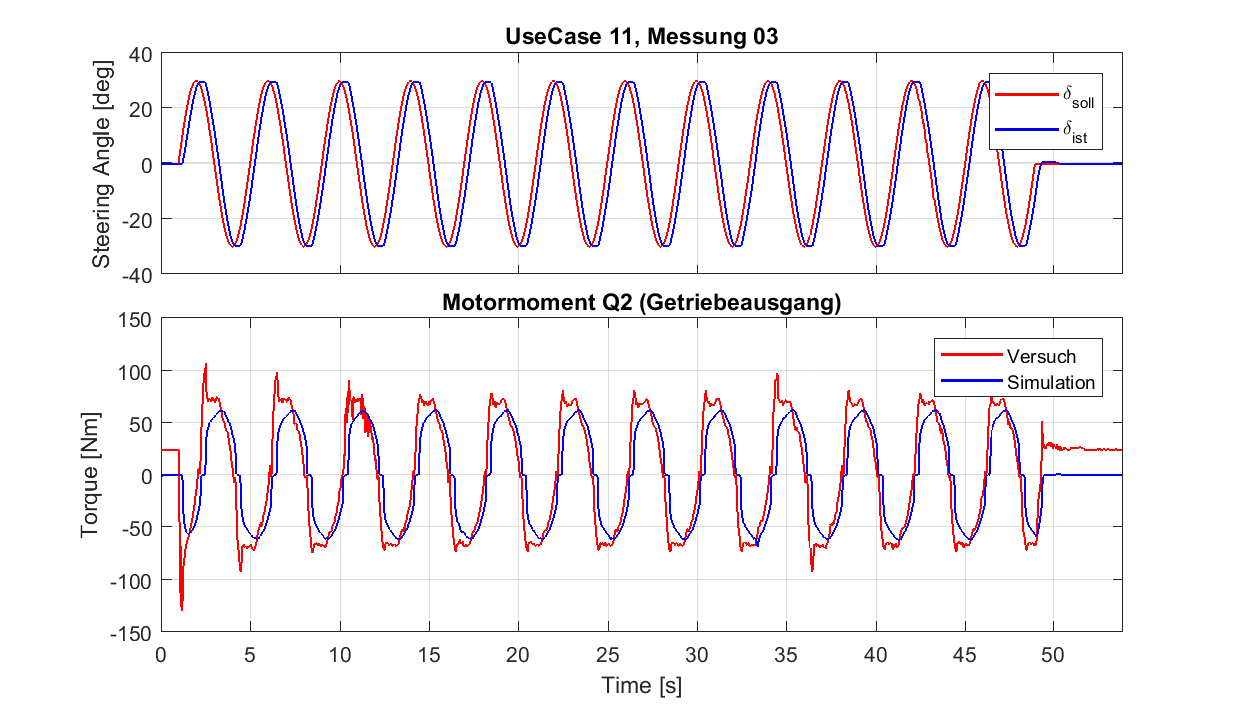 UseCase 11, Messung 03
Steering Angle [deg]
40
20
0
-20
-40
δsoll
δist
Motormoment Q2 (Getriebeausgang)
Torque [Nm]
150
100
50
0
-50
-100
-150
Versuch
Simulation
0 5 10 15 20 25 30 35 40 45 50
Time [s]